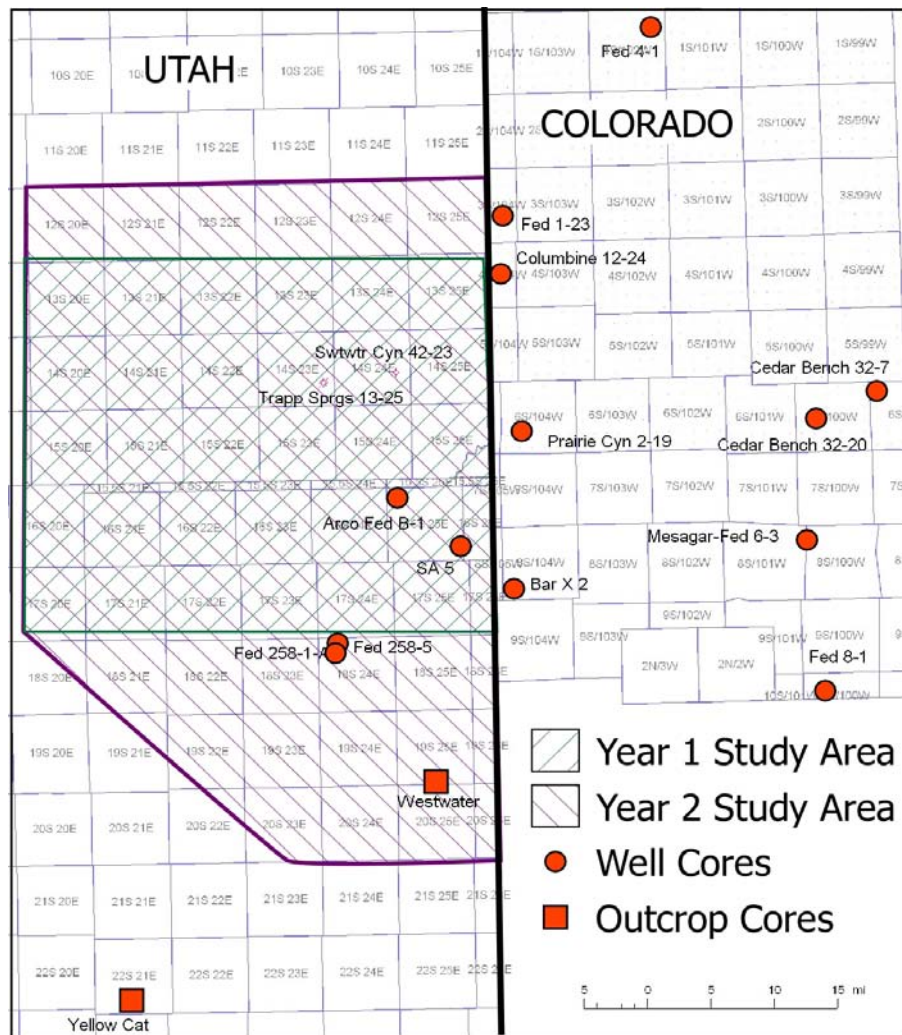 UTAH
COLORADO
10S 20E
10S 21E
10S 23E
10S 24E
10S 25E
1S/103W
1S/101W
1S/100W
1S/99W
Fed 4-1
11S 20E
11S 21E
11S 22E
11S 23E
11S 24E
11S 25E
2S/100W
2S/99W
12S 20E
12S 21E
12S 22E
12S 23E
12S 24E
12S 25E
3S/103W
3S/102W
3S/101W
3S/100W
3S/99W
Fed 1-23
Columbine 12-24
13S 20E
13S 21E
13S 22E
13S 23E
13S 24E
13S 25E
4S/103W
4S/102W
4S/101W
4S/100W
4S/99W
Swtwtr Cyn 42-23
5S/103W
5S/102W
5S/101W
5S/100W
5S/99W
14S 20E
14S 21E
14S 22E
14S 23E
14S 24E
14S 25E
Trapp Sprgs 13-25
Cedar Bench 32-7
6S/104W
6S/103W
6S/102W
6S/101W
100W
15S 20E
15S 21E
15S 22E
15S 23E
15S 24E
15S 25E
Prairie Cyn 2-19
Cedar Bench 32-20
7S/103W
7S/102W
7S/101W
7S/100W
16S 20E
16S 21E
16S 22E
16S 23E
Arco Fed B-1
SA 5
Mesagar-Fed 6-3
8S/103W
8S/102W
8S/101W
8S/100W
Bar X 2
17S 20E
17S 21E
17S 22E
17S 23E
17S 24E
17S 25E
9S/102W
9S/104W
9S/103W
9S/101W
9S/100W
Fed 258-5
Fed 258-1-A
2N/3W
2N/2W
Fed 8-1
18S 20E
18S 21E
18S 22E
18S 24E
18S 25E
19S 20E
19S 21E
19S 22E
19S 23E
19S 24E
19S 25E
Westwater
20S 20E
20S 21E
20S 22E
20S 23E
20S 24E
20S 25E
21S 20E
21S 21E
21S 22E
21S 23E
21S 24E
21S 25E
22S 20E
22S 21E
22S 22E
22S 23E
22S 24E
22S 25E
Yellow Cat
Year 1 Study Area
Year 2 Study Area
Well Cores
Outcrop Cores
5 0 5 10 15 mi